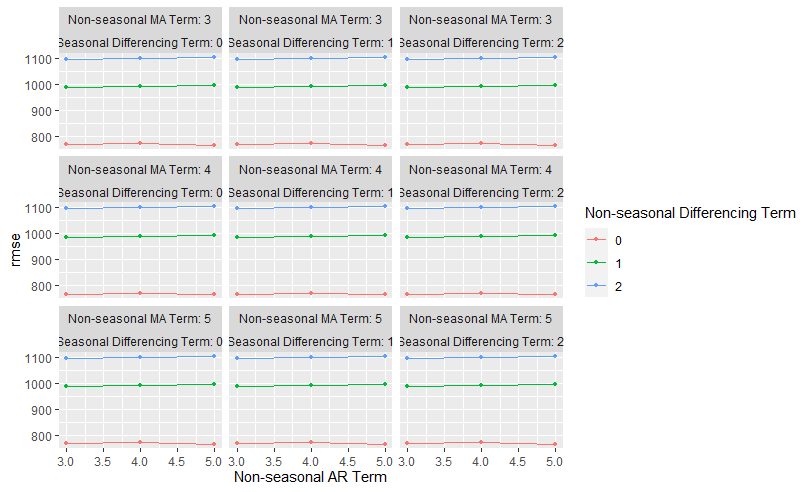 Non-seasonal MA Term: 3 Non-seasonal MA Term: 3 Non-seasonal MA Term: 3
Seasonal Differencing Term: 0 Seasonal Differencing Term: 1 Seasonal Differencing Term: 2
1100
1000
900
800
Non-seasonal MA Term: 4 Non-seasonal MA Term: 4 Non-seasonal MA Term: 4
Seasonal Differencing Term: 0 Seasonal Differencing Term: 1 Seasonal Differencing Term: 2
1100
1000
900
800
rmse
Non-seasonal MA Term: 5 Non-seasonal MA Term: 5 Non-seasonal MA Term: 5
Seasonal Differencing Term: 0 Seasonal Differencing Term: 1 Seasonal Differencing Term: 2
1100
1000
900
800
3.0 3.5 4.0 4.5 5.0 3.0 3.5 4.0 4.5 5.0 3.0 3.5 4.0 4.5 5.0
Non-seasonal AR Term
Non-seasonal Differencing Term
0
1
2